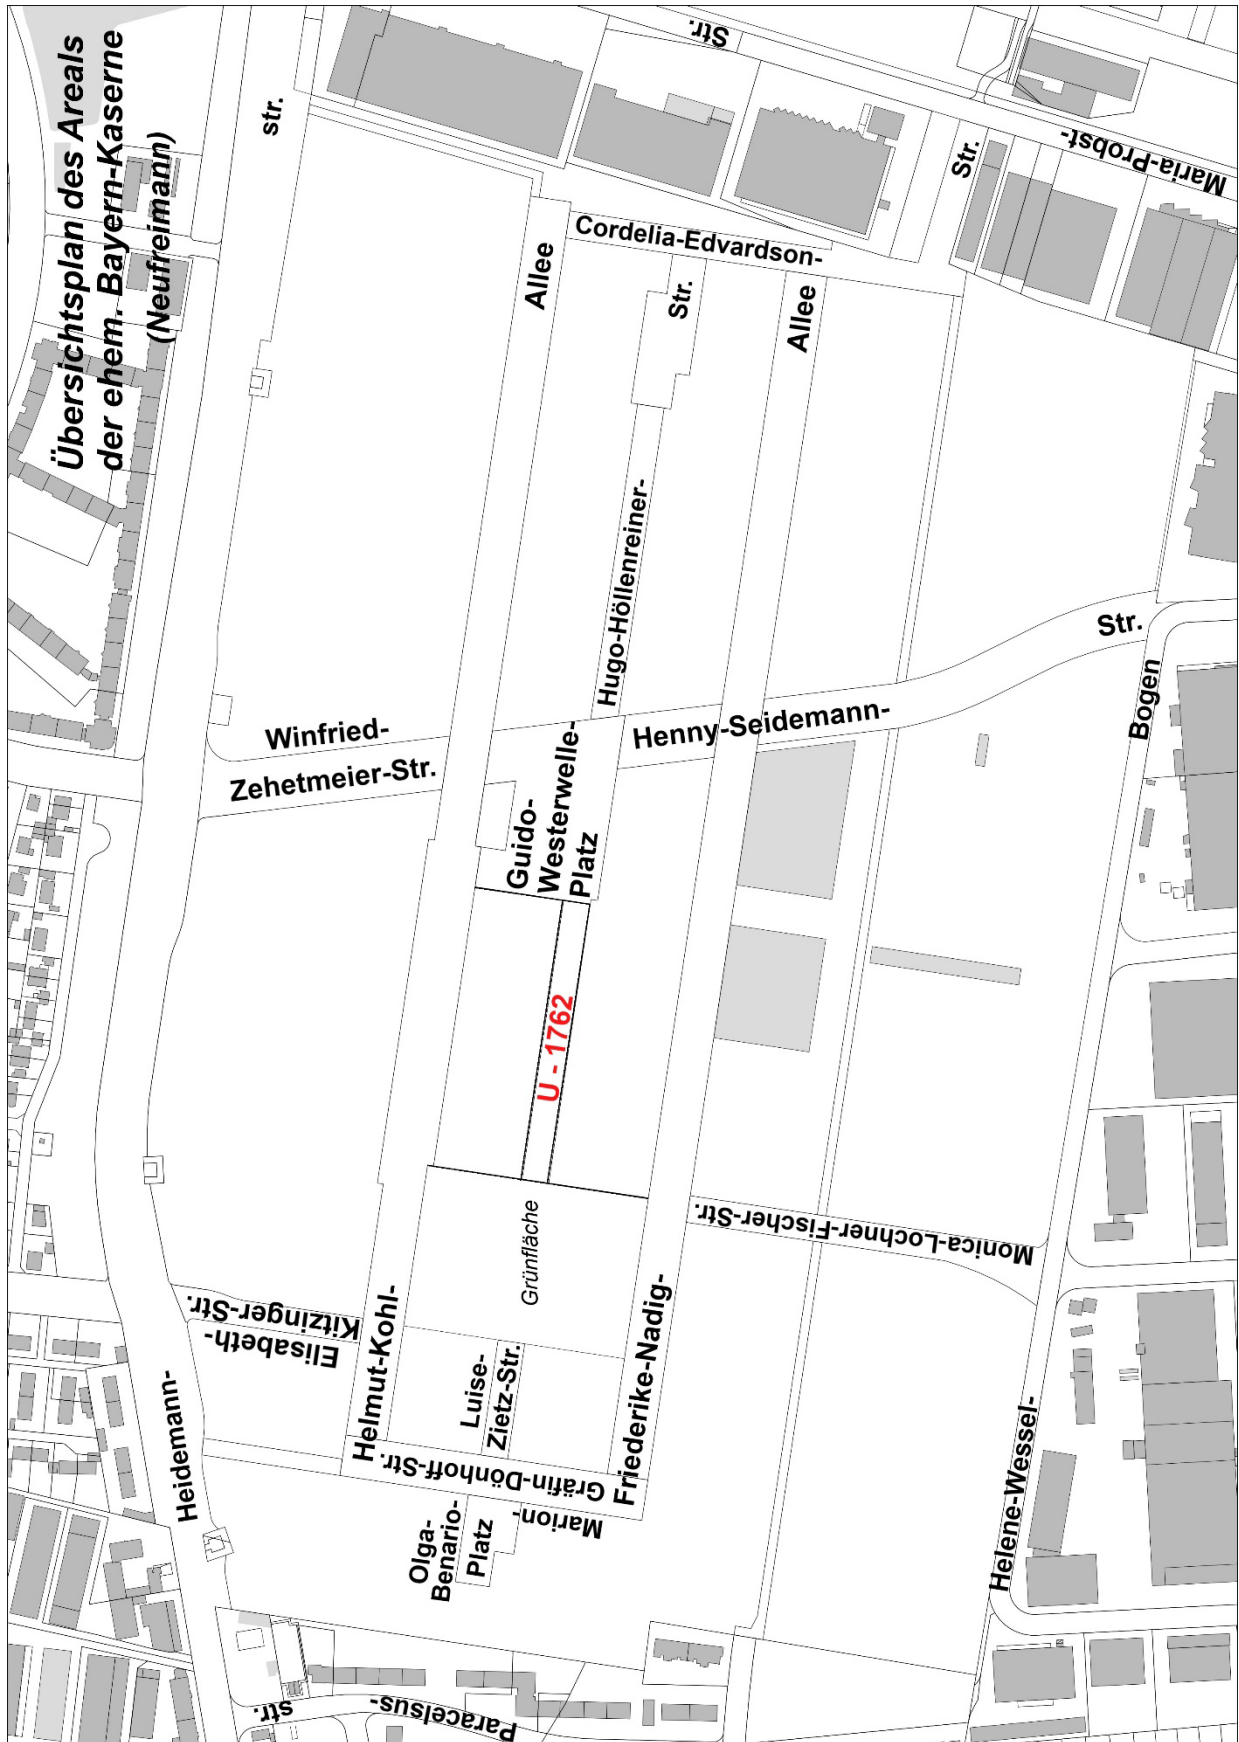 Übersichtsplan des Areals
der ehem. Bayern-Kaserne
(Neufreimann)
str.
Str.
Maria-Probst-
Str.
Cordelia-Edvardson-
Allee
Str.
Allee
Hugo-Höllenreiner-
Str.
Bogen
Henny-Seidemann-
Winfried-
Zehetmeier-Str.
Guido-
Westerwelle-
Platz
U - 1762
Grünfläche
Monica-Lochner-Fischer-Str.
Elisabeth-
Kitzinger-Str.
Helmut-Kohl-
Friederike-Nadig-
Luise-
Zietz-Str.
Heidemann-
Marion-
Gräfin-Dönhoff-Str.
Olga-
Benario-
Platz
Helene-Wessel-
Paracelsus-
str.